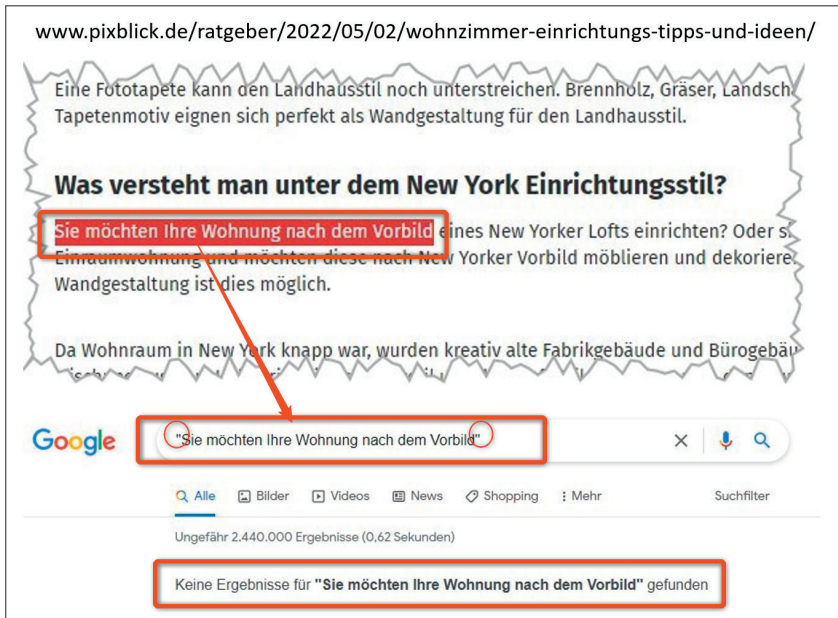 www.pixblick.de/ratgeber/2022/05/02/wohnzimmer-einrichtungs-tipps-und-ideen/
Eine Fototapete kann den Landhausstil noch unterstreichen. Brennholz, Gräser, Landsch
Tapetenmotiv eignen sich perfekt als Wandgestaltung für den Landhausstil.
Was versteht man unter dem New York Einrichtungsstil?
Sie möchten Ihre Wohnung nach dem Vorbild eines New Yorker Lofts einrichten? Oder s
Einraumwohnung und möchten diese nach New Yorker Vorbild möblieren und dekoriere
Wandgestaltung ist dies möglich.
Da Wohnraum in New York knapp war, wurden kreativ alte Fabrikgebäude und Bürogebäu
Google "Sie möchten Ihre Wohnung nach dem Vorbild"
Alle Bilder Videos News Shopping Mehr Suchfilter
Ungefähr 2.440.000 Ergebnisse (0,62 Sekunden)
Keine Ergebnisse für "Sie möchten Ihre Wohnung nach dem Vorbild" gefunden